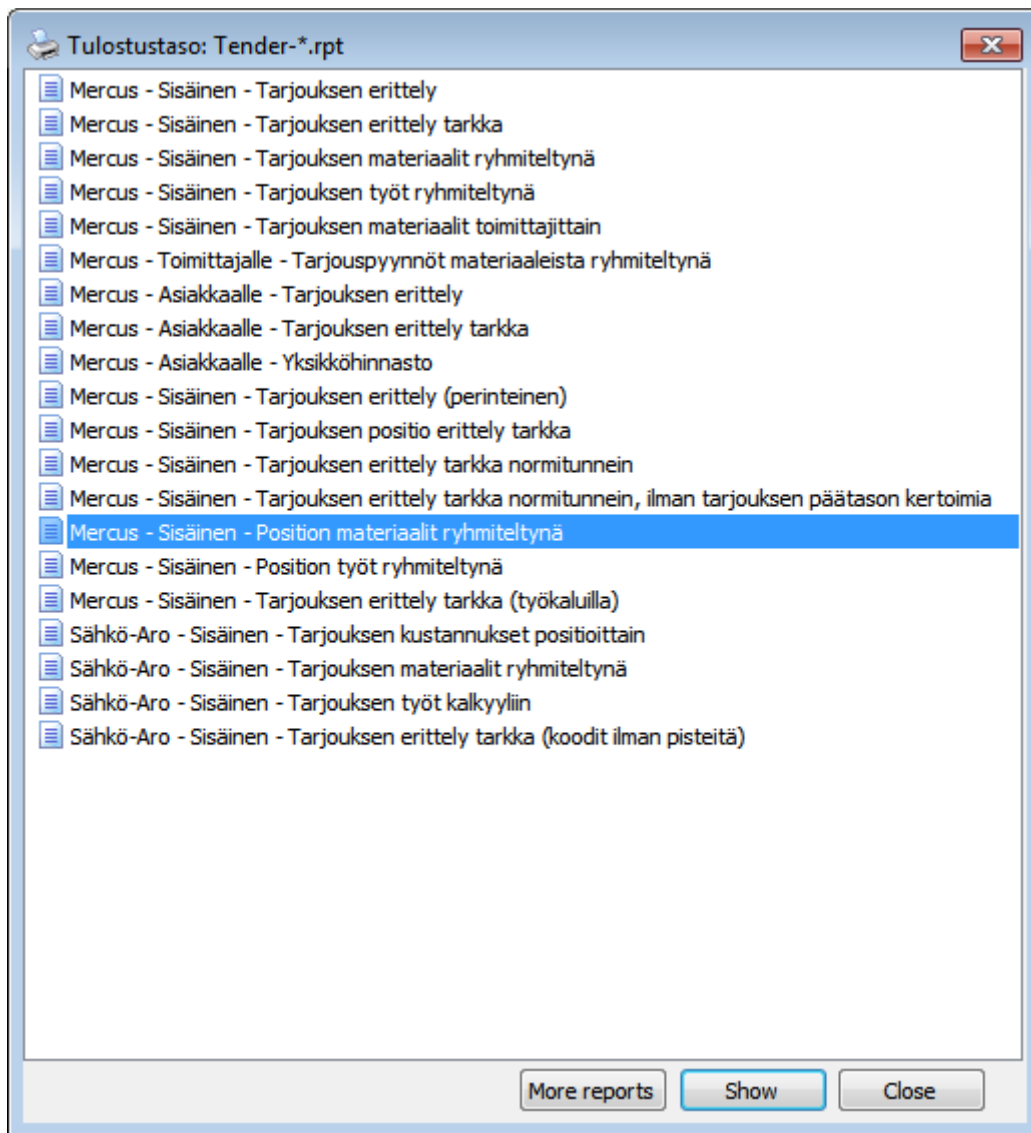 Tulostustaso: Tender-*.rpt
Mercus - Sisäinen - Tarjouksen erittely
Mercus - Sisäinen - Tarjouksen erittely tarkka
Mercus - Sisäinen - Tarjouksen materiaalit ryhmiteltynä
Mercus - Sisäinen - Tarjouksen työt ryhmiteltynä
Mercus - Sisäinen - Tarjouksen materiaalit toimittajittain
Mercus - Toimittajalle - Tarjouspyynnöt materiaaleista ryhmiteltynä
Mercus - Asiakkaalle - Tarjouksen erittely
Mercus - Asiakkaalle - Tarjouksen erittely tarkka
Mercus - Asiakkaalle - Yksikköhinnasto
Mercus - Sisäinen - Tarjouksen erittely (perinteinen)
Mercus - Sisäinen - Tarjouksen positio erittely tarkka
Mercus - Sisäinen - Tarjouksen erittely tarkka normitunnein
Mercus - Sisäinen - Tarjouksen erittely tarkka normitunnein, ilman tarjouksen päätason kertoimia
Mercus - Sisäinen - Position materiaalit ryhmiteltynä
Mercus - Sisäinen - Position työt ryhmiteltynä
Mercus - Sisäinen - Tarjouksen erittely tarkka (työkaluilla)
Sähkö-Aro - Sisäinen - Tarjouksen kustannukset positioittain
Sähkö-Aro - Sisäinen - Tarjouksen materiaalit ryhmiteltynä
Sähkö-Aro - Sisäinen - Tarjouksen työt kalkyyliin
Sähkö-Aro - Sisäinen - Tarjouksen erittely tarkka (koodit ilman pisteitä)
More reports Show Close